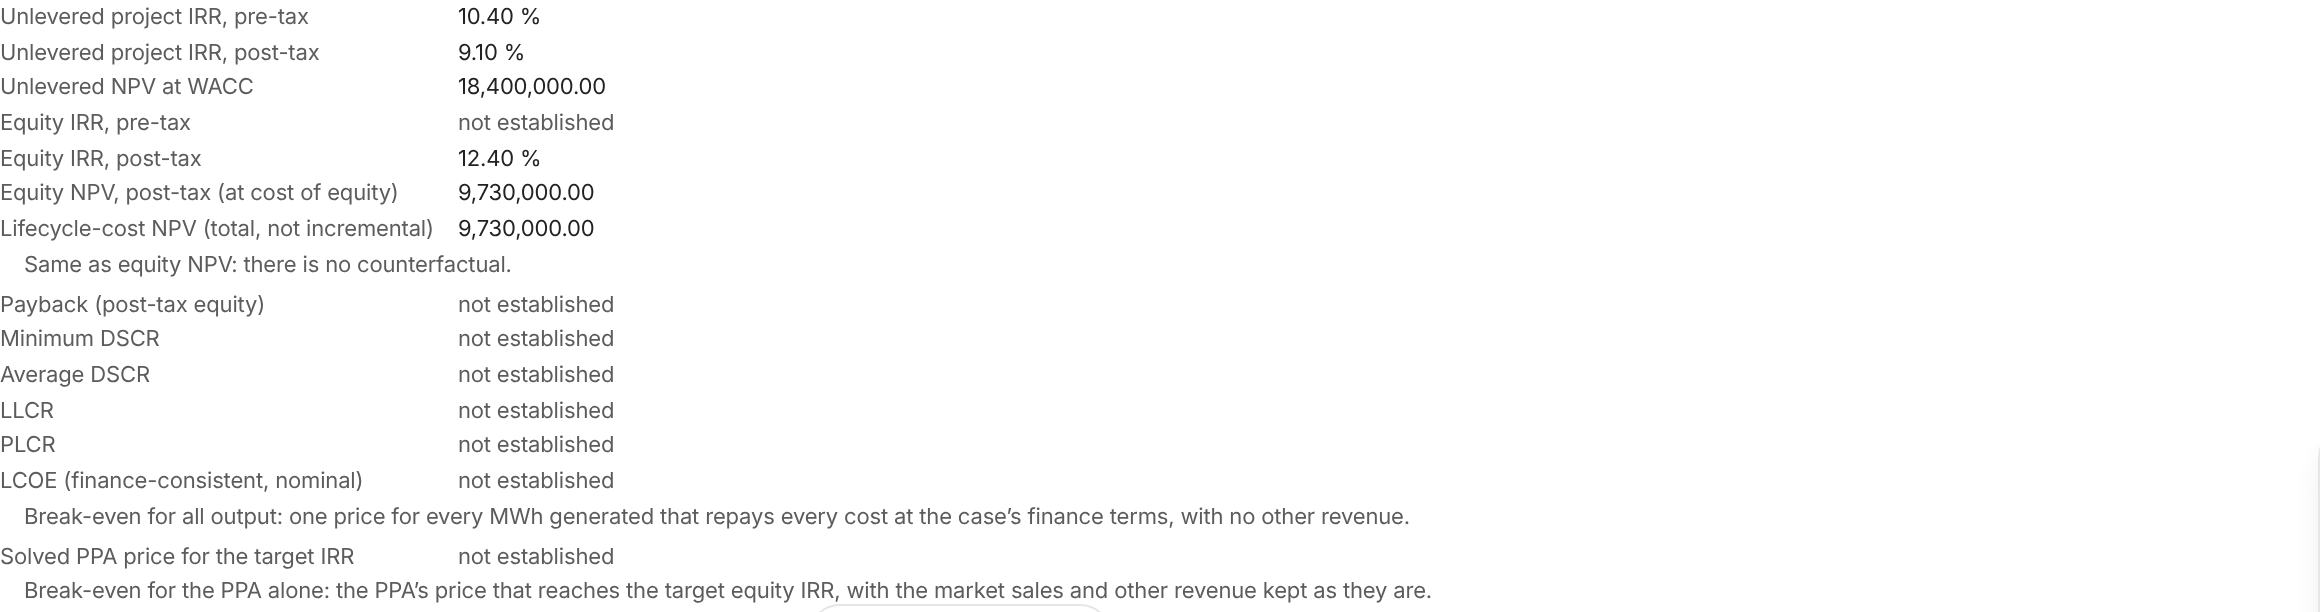 Unlevered project IRR, pre-tax 10.40 %
Unlevered project IRR, post-tax 9.10 %
Unlevered NPV at WACC 18,400,000.00
Equity IRR, pre-tax not established
Equity IRR, post-tax 12.40 %
Equity NPV, post-tax (at cost of equity) 9,730,000.00
Lifecycle-cost NPV (total, not incremental) 9,730,000.00
Same as equity NPV: there is no counterfactual.
Payback (post-tax equity) not established
Minimum DSCR not established
Average DSCR not established
LLCR not established
PLCR not established
LCOE (finance-consistent, nominal) not established
Break-even for all output: one price for every MWh generated that repays every cost at the case’s finance terms, with no other revenue.
Solved PPA price for the target IRR not established
Break-even for the PPA alone: the PPA’s price that reaches the target equity IRR, with the market sales and other revenue kept as they are.